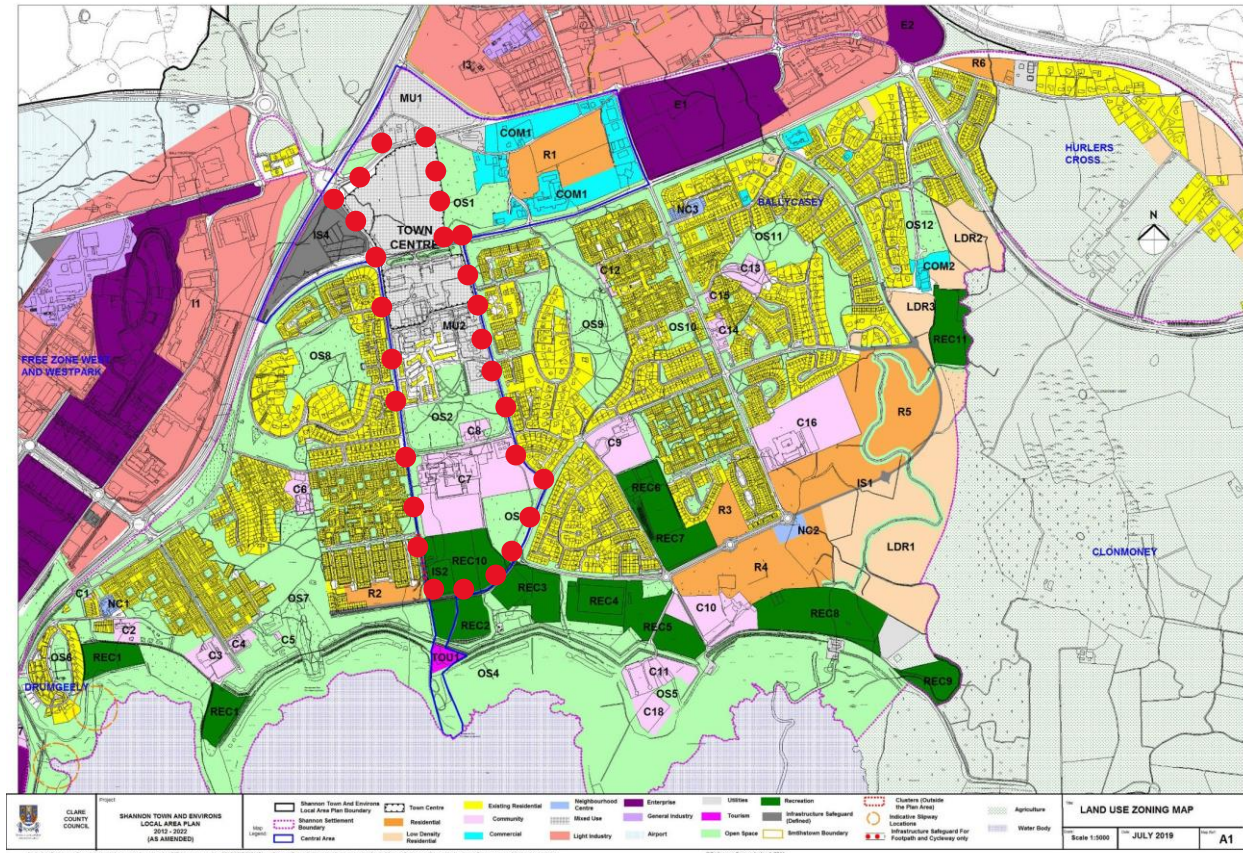 E2
I3
R6
MU1
E1
COM1
R1
HURLERS
CROSS
COM1
OS1
NC3
BALLYCASEY
N
IS4
TOWN
CENTRE
OS12
LDR2
OS11
C12
C13
COM2
I1
C15
LDR3
MU2
OS9
OS10
C14
REC11
FREE ZONE WEST
AND WESTPARK
OS8
R5
OS2
C8
C16
C9
C7
C6
IS1
REC6
R3
NC2
OS
REC7
LDR1
CLONMONEY
REC10
IS2
R4
C1
R2
REC3
NC1
OS7
REC4
C10
REC8
C2
REC2
REC5
C4
C5
OS6
REC1
C3
TOU1
OS4
C11
OS5
REC9
DRUMGEELY
REC1
C18
7
CLARE
COUNTY
COUNCIL
Project
SHANNON TOWN AND ENVIRONS
LOCAL AREA PLAN
2012 - 2022
(AS AMENDED)
Map
Legend
Shannon Town And Environs
Local Area Plan Boundary
Shannon Settlement
Boundary
Central Area
Town Centre
Residential
Low Density
Residential
Existing Residential
Community
Commercial
Neighbourhood
Centre
Mixed Use
Light Industry
Enterprise
General Industry
Airport
Utilities
Tourism
Open Space
Recreation
Infrastructure Safeguard
(Defined)
Smithstown Boundary
Clusters (Outside
the Plan Area)
Indicative Slipway
Locations
Infrastructure Safeguard For
Footpath and Cycleway only
Agriculture
Water Body
Title
LAND USE ZONING MAP
Scale 1:5000
Date
JULY 2019
A1